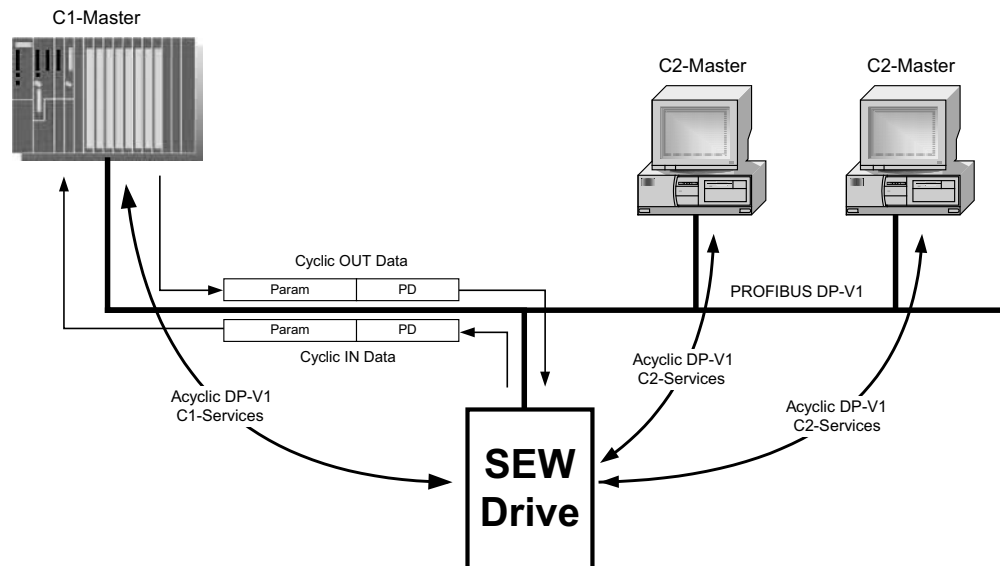 C1-Master
C2-Master
C2-Master
Cyclic OUT Data
Param
PD
PROFIBUS DP-V1
Param
PD
Cyclic IN Data
Acyclic DP-V1
C2-Services
Acyclic DP-V1
C1-Services
Acyclic DP-V1
C2-Services
SEW
Drive